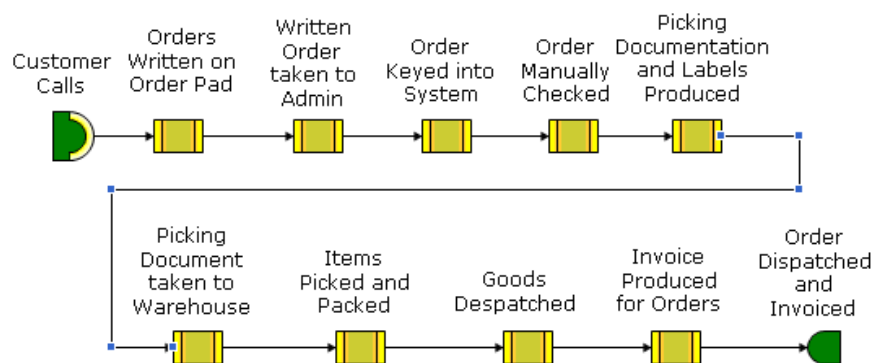 Customer
Calls
Orders
Written on
Order Pad
Written
Order
taken to
Admin
Order
Keyed into
System
Order
Manually
Checked
Picking
Documentation
and Labels
Produced
Picking
Document
taken to
Warehouse
Items
Picked and
Packed
Goods
Despatched
Invoice
Produced
for Orders
Order
Dispatched
and
Invoiced